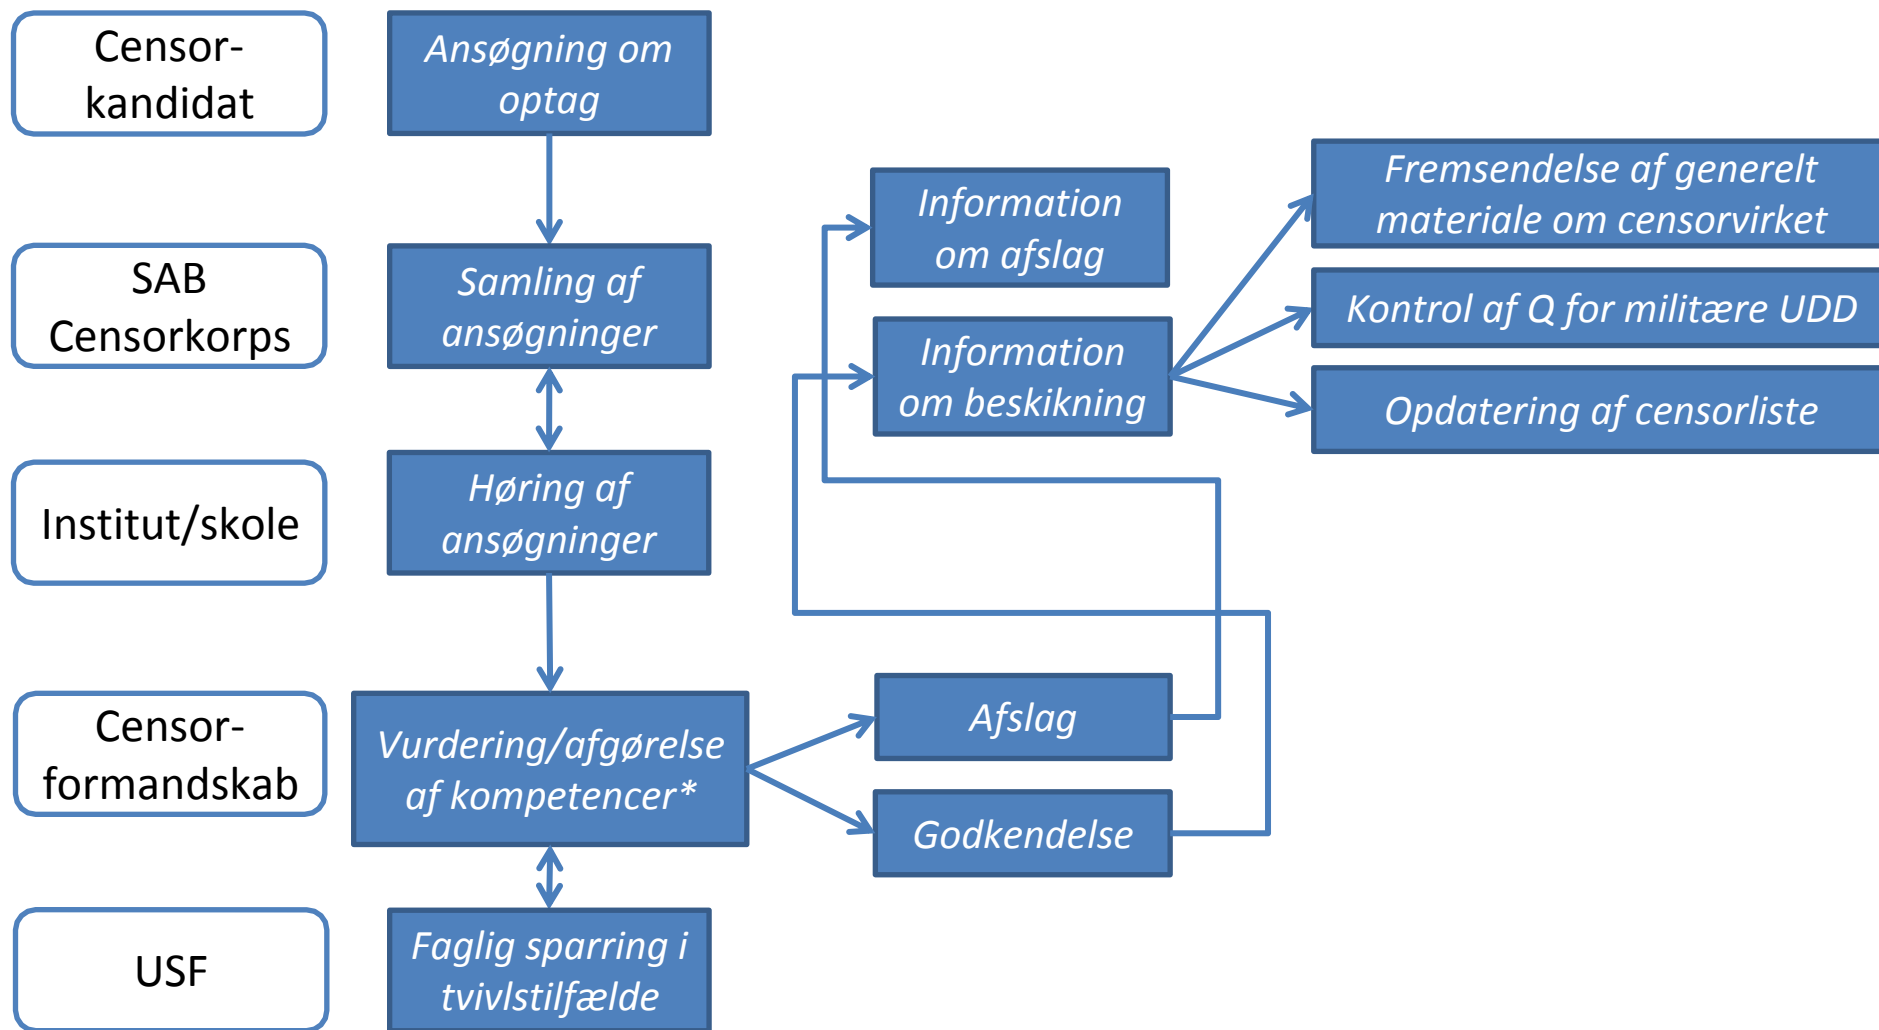 Censor-
kandidat
Ansøgning om
optag
SAB
Censorkorps
Samling af
ansøgninger
Information
om afslag
Information
om beskikning
Fremsendelse af generelt
materiale om censorvirket
Kontrol af Q for militære UDD
Opdatering af censorliste
Institut/skole
Høring af
ansøgninger
Censor-
formandskab
Vurdering/afgørelse
af kompetencer*
Afslag
Godkendelse
USF
Faglig sparring i
tvivlstilfælde